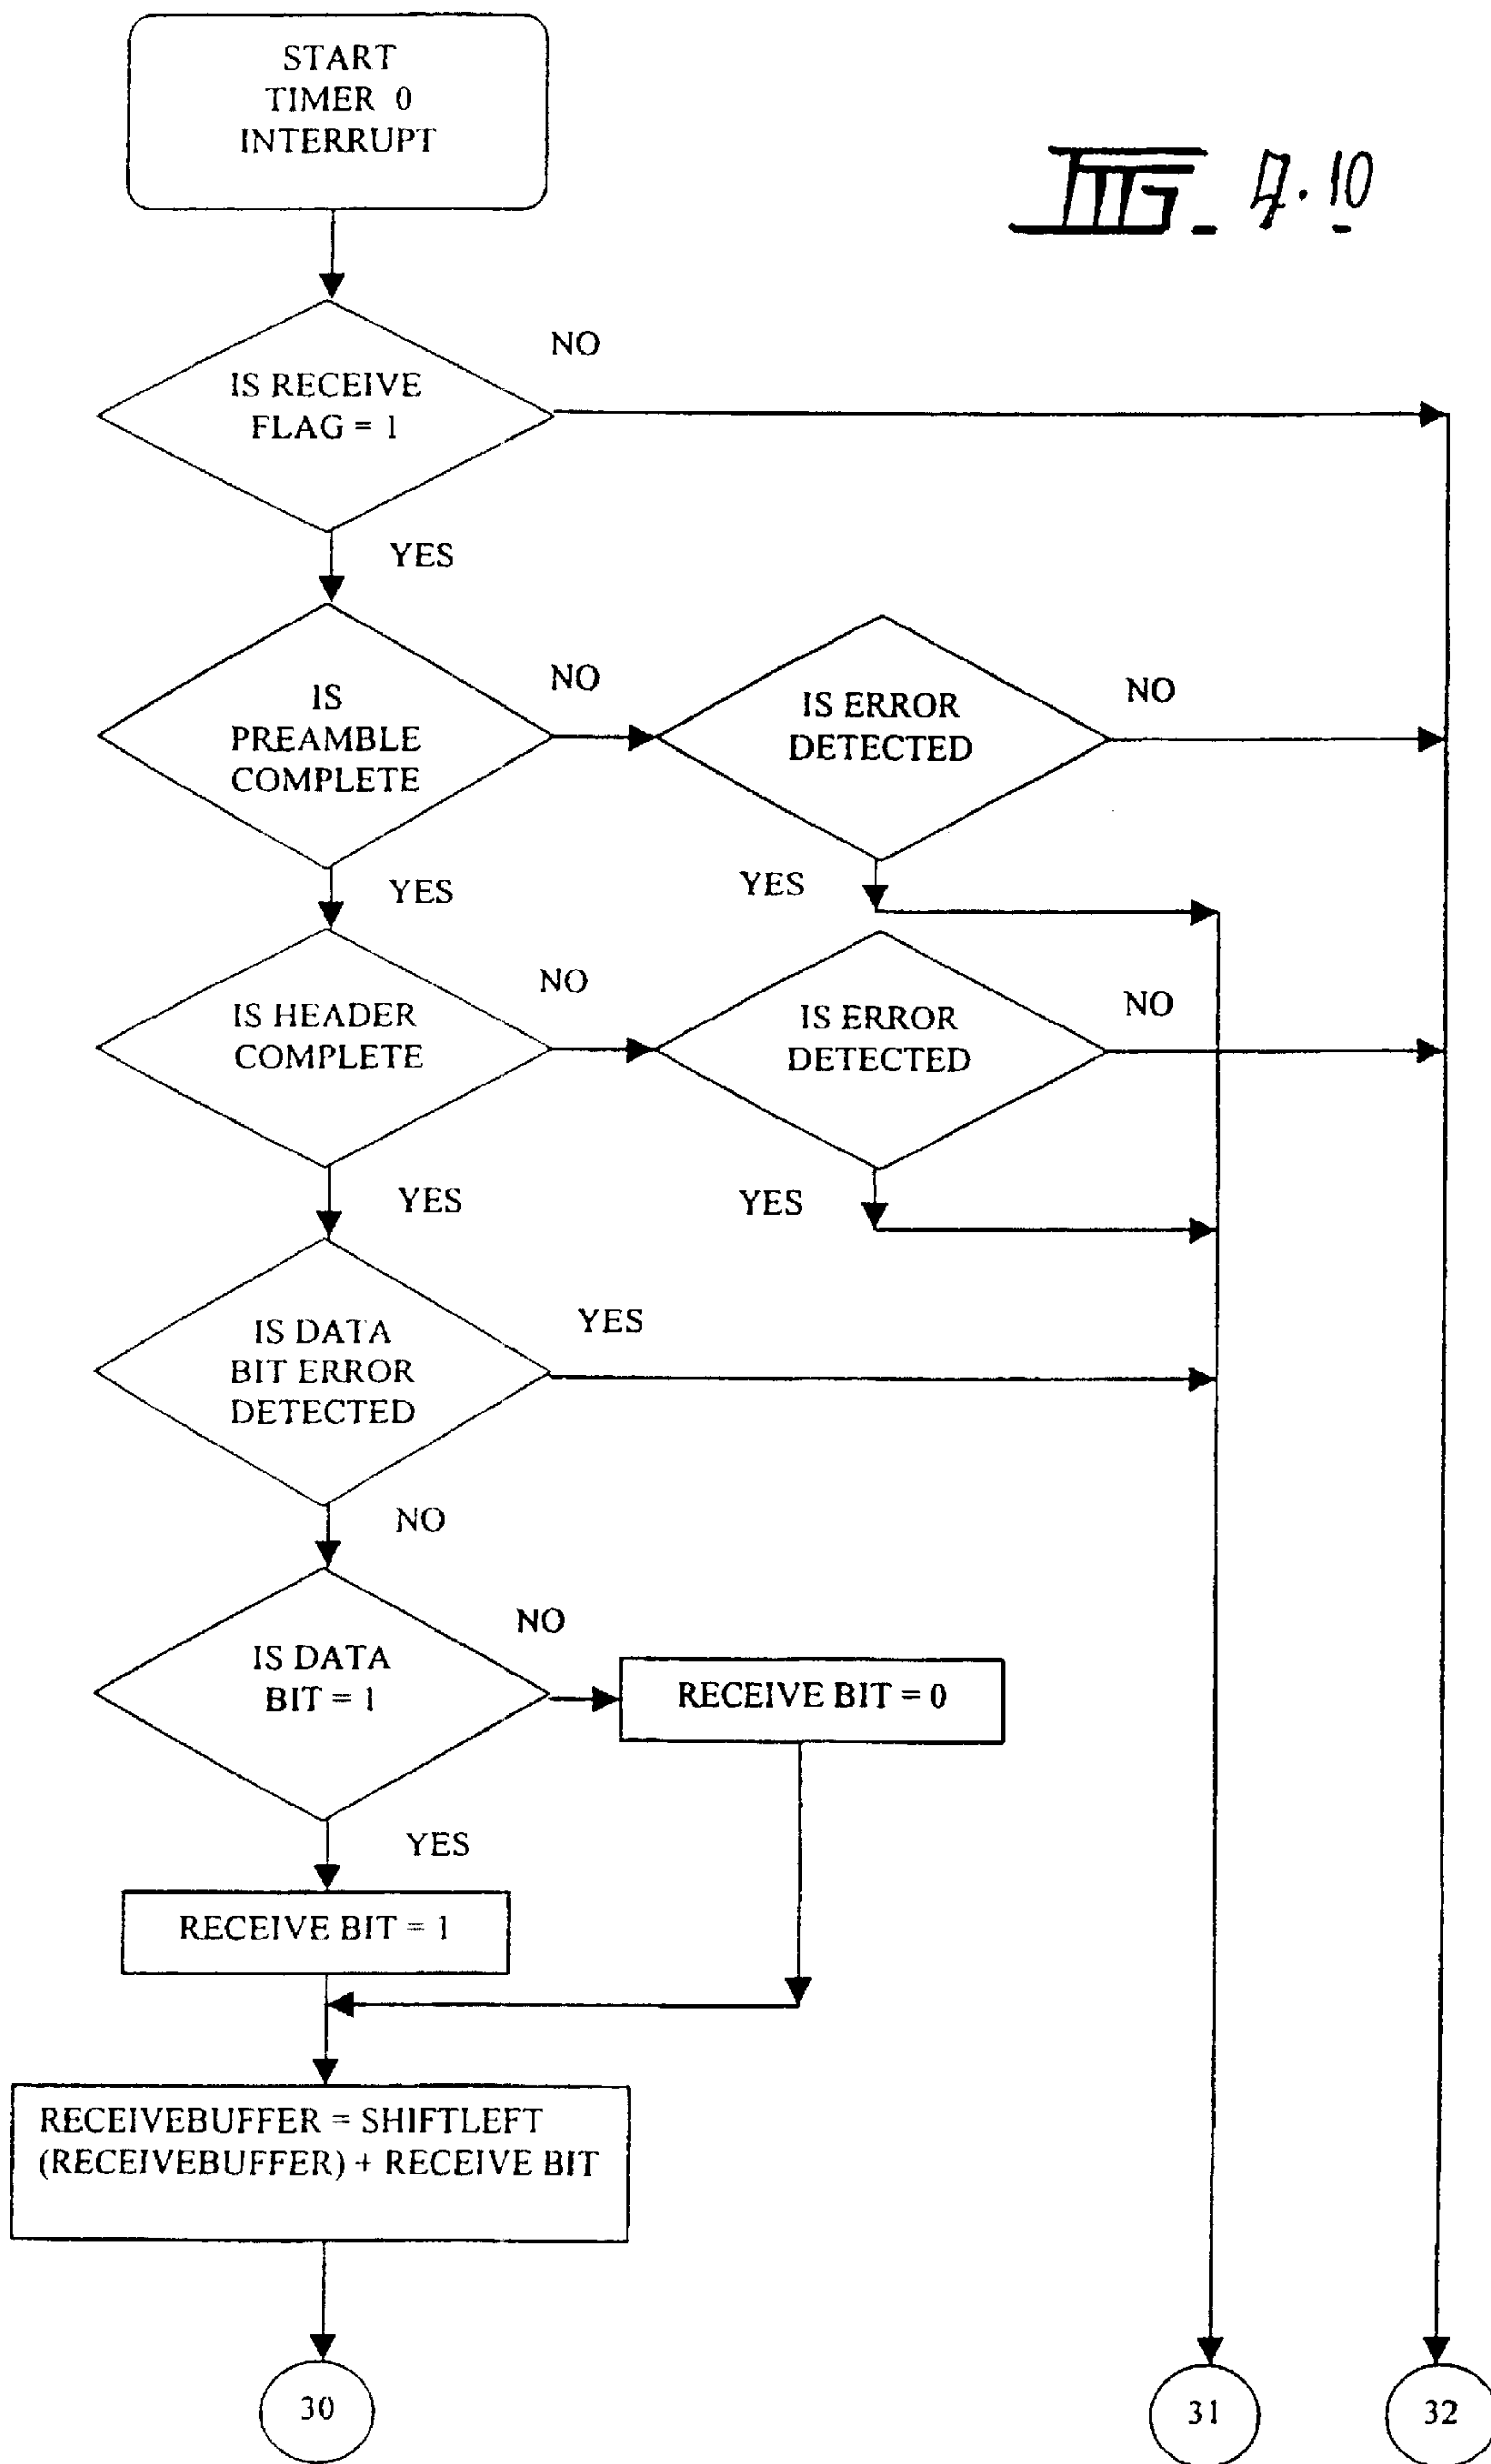 START
TIMER 0
INTERRUPT
FIG- 9.10
NO
IS RECEIVE
FLAG = 1
YES
NO
IS
PREAMBLE
COMPLETE
IS ERROR
DETECTED
NO
YES
YES
NO
IS HEADER
COMPLETE
IS ERROR
DETECTED
NO
YES
YES
IS DATA
BIT ERROR
DETECTED
YES
NO
NO
IS DATA
BIT = 1
RECEIVE BIT = 0
YES
RECEIVE BIT = 1
RECEIVEBUFFER = SHIFTLEFT
(RECEIVEBUFFER) + RECEIVE BIT
30
31
32